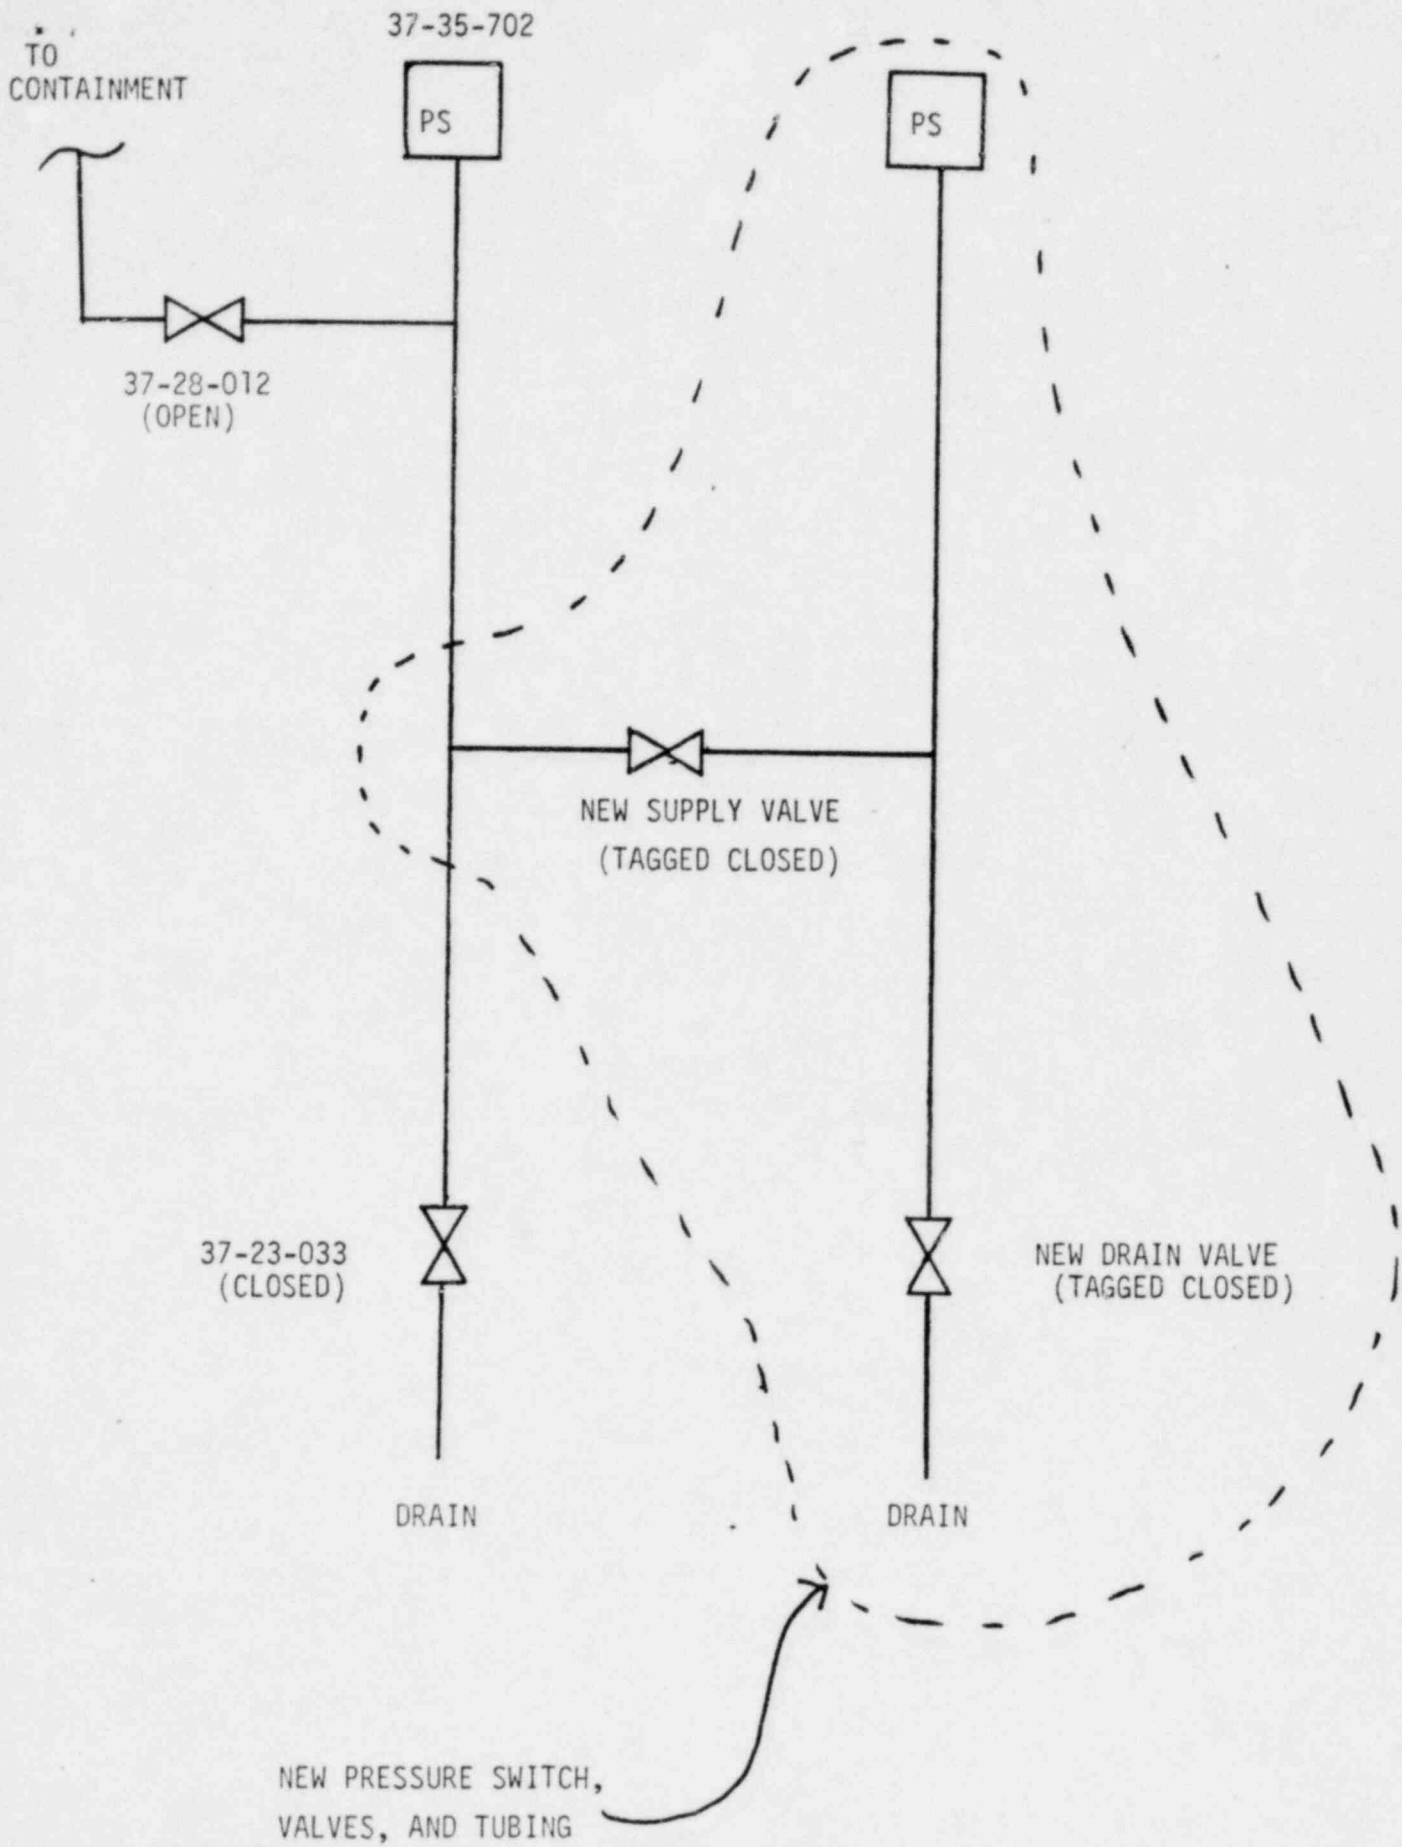 37-35-702
TO
CONTAINMENT
PS
PS
37-28-012
(OPEN)
NEW SUPPLY VALVE
(TAGGED CLOSED)
37-23-033
(CLOSED)
NEW DRAIN VALVE
(TAGGED CLOSED)
DRAIN
DRAIN
NEW PRESSURE SWITCH,
VALVES, AND TUBING